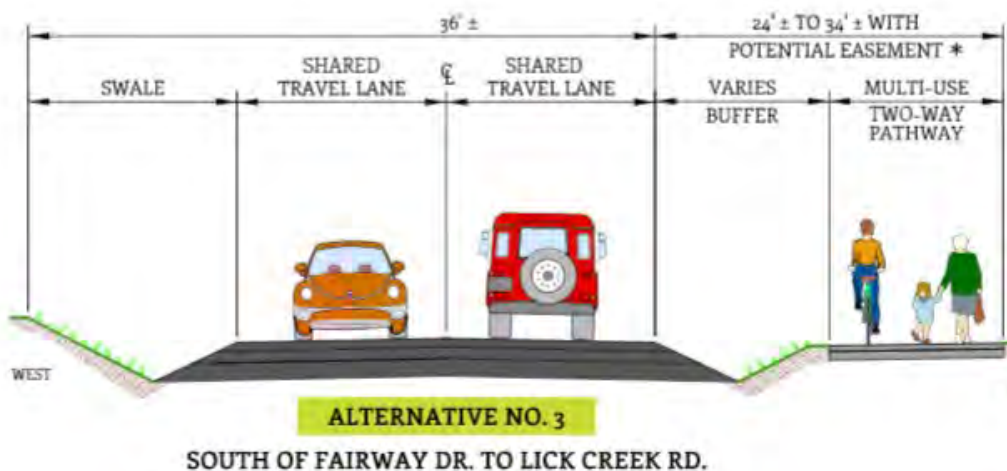 36' ±
24' ± TO 34' ± WITH
POTENTIAL EASEMENT *
SWALE
SHARED
TRAVEL LANE
℄
SHARED
TRAVEL LANE
VARIES
BUFFER
MULTI-USE
TWO-WAY
PATHWAY
WEST
ALTERNATIVE NO. 3
SOUTH OF FAIRWAY DR. TO LICK CREEK RD.